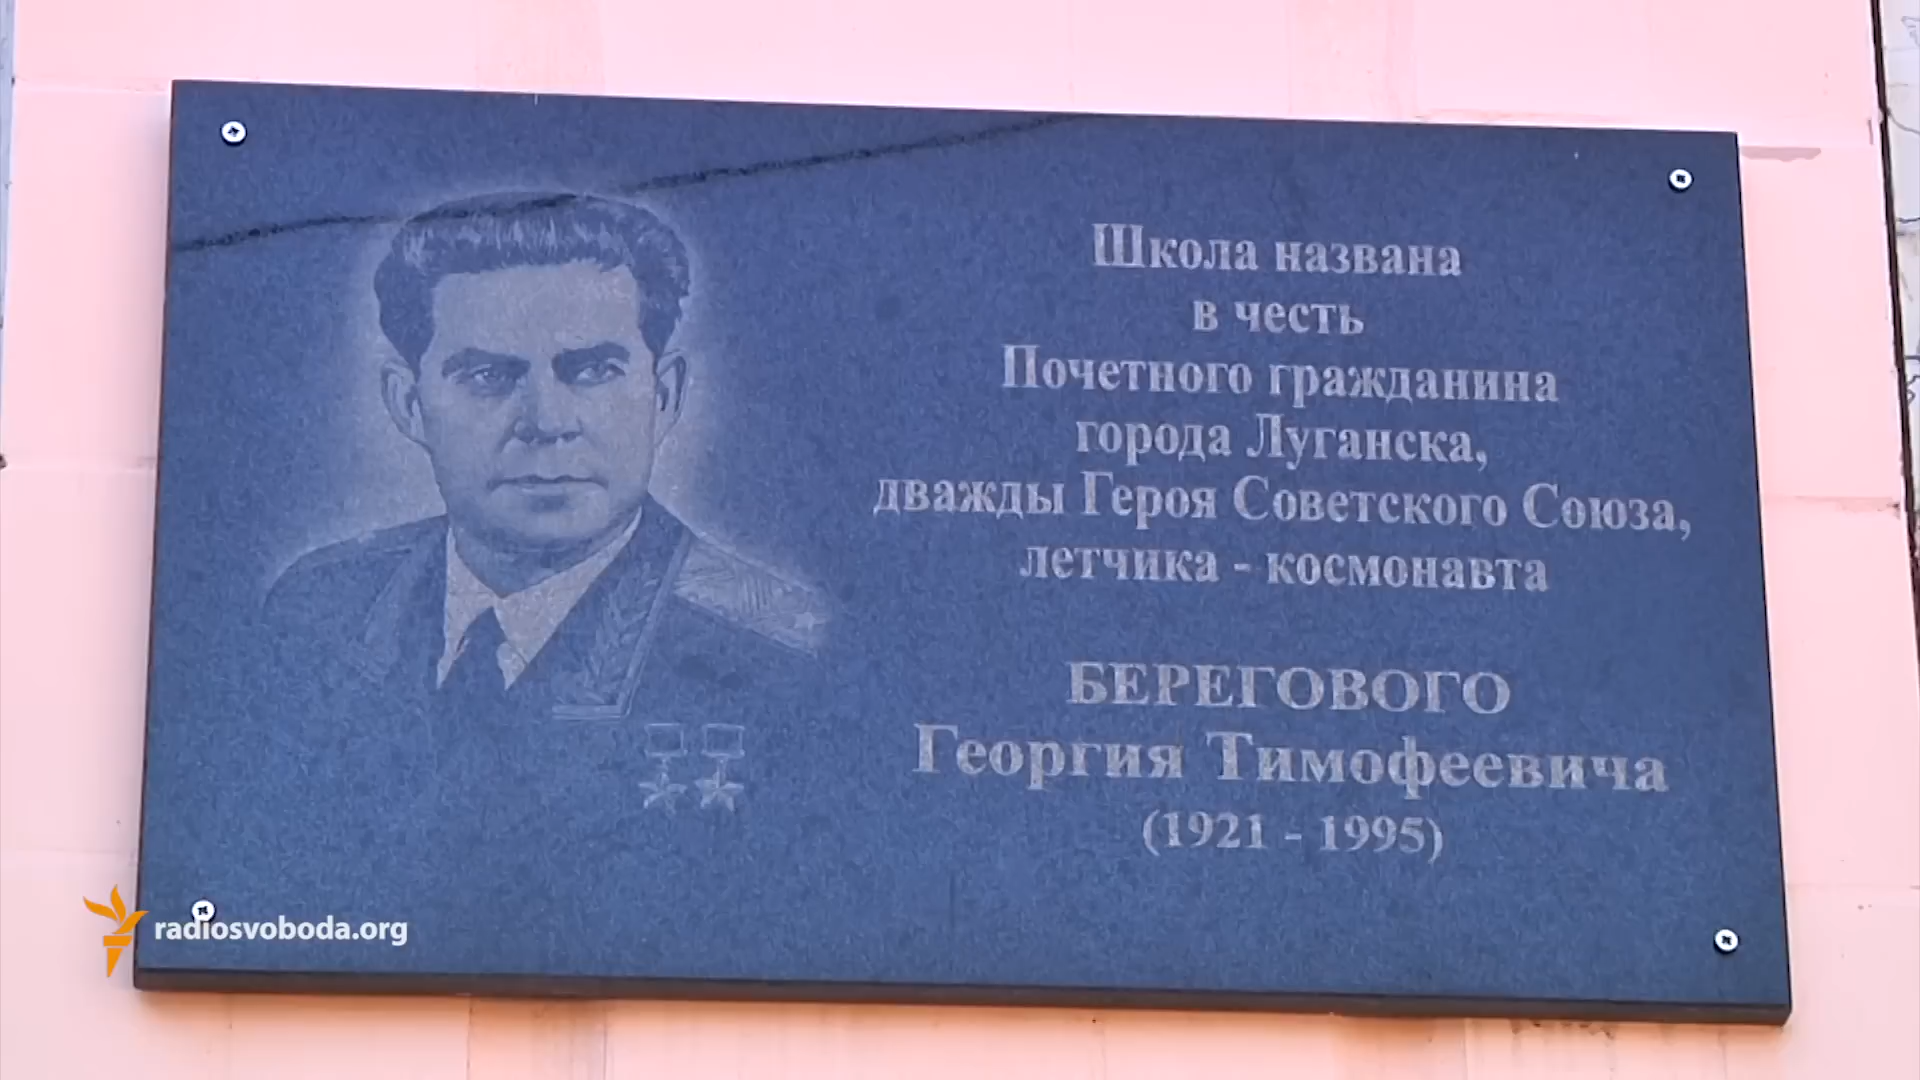 Школа названа
в честь
Почетного гражданина
города Луганска,
дважды Героя Советского Союза,
летчика - космонавта
БЕРЕГОВОГО
Георгия Тимофеевича
(1921 - 1995)
radiosvoboda.org